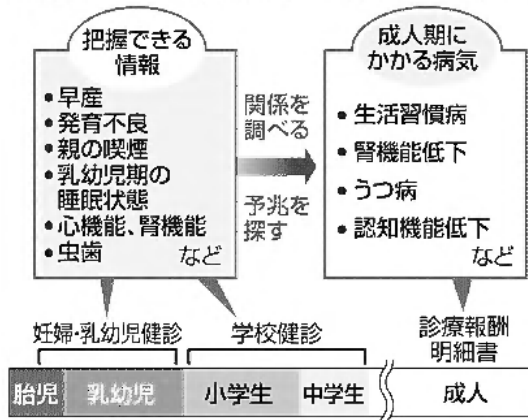 把握できる
情報
・早産
・発育不良
・親の喫煙
・乳幼児期の
睡眠状態
・心機能、腎機能
・虫歯 など
関係を
調べる
予兆を
探す
成人期に
かかる病気
・生活習慣病
・腎機能低下
・うつ病
・認知機能低下
など
妊婦・乳幼児健診
学校健診
診療報酬
明細書
胎児
乳幼児
小学生
中学生
成人